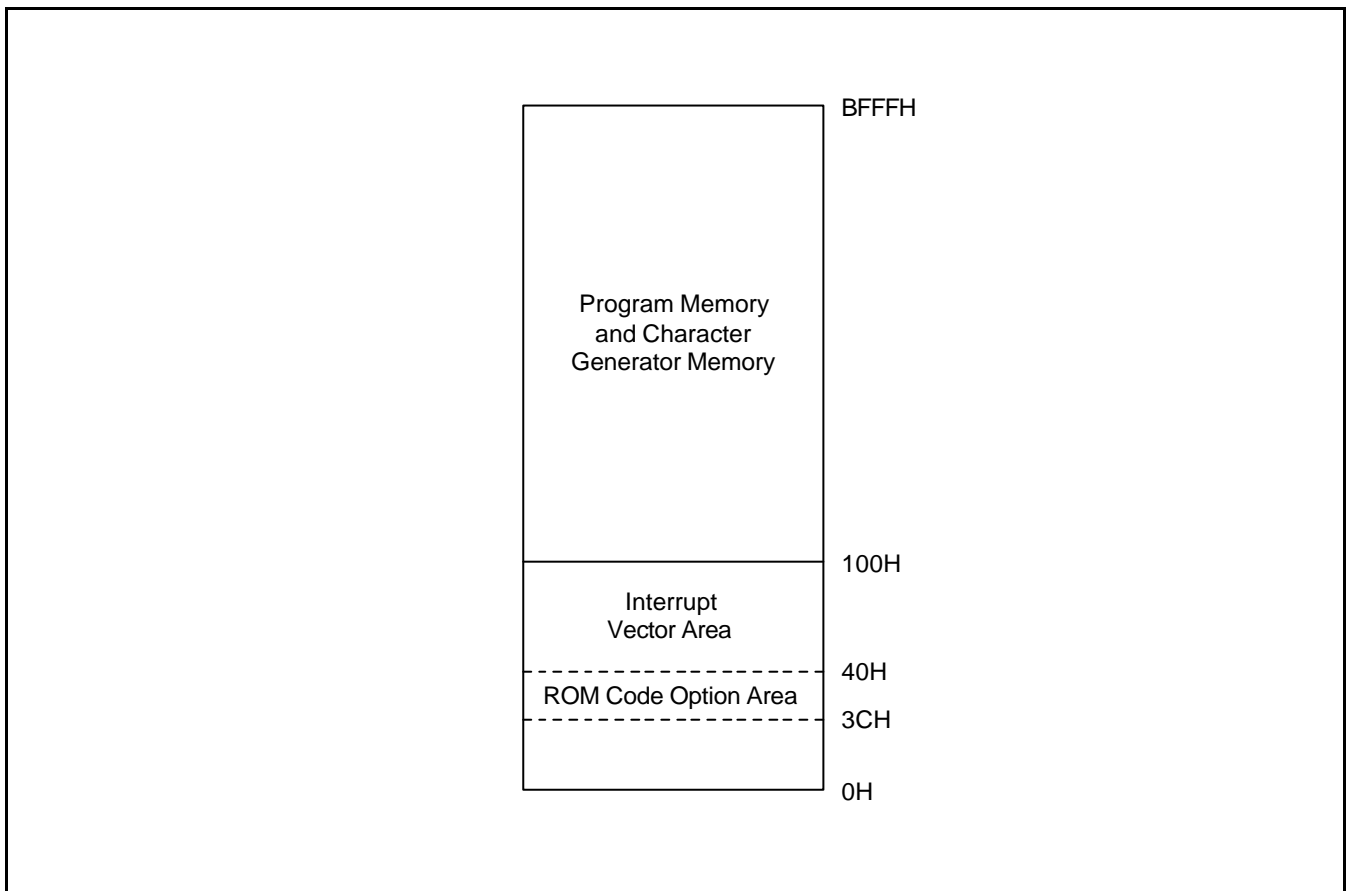 BFFFH
Program Memory
and Character
Generator Memory
100H
Interrupt
Vector Area
40H
ROM Code Option Area
3CH
0H